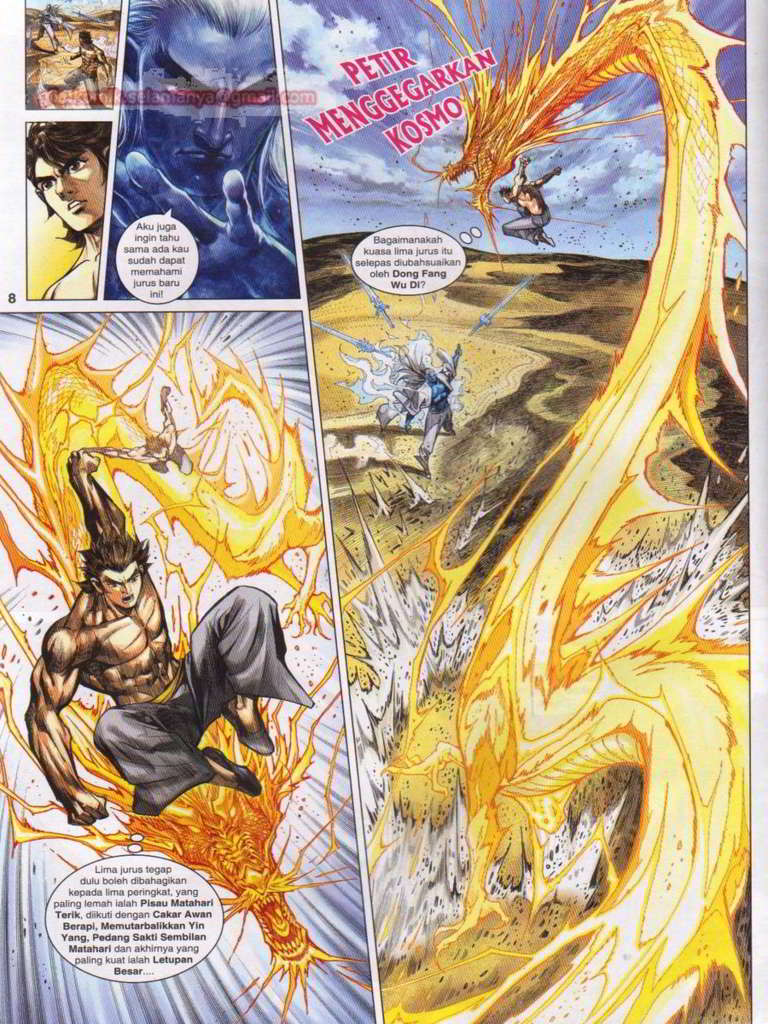 Aku juga
ingin tahu
sama ada kau
sudah dapat
memahami
jurus baru
ini!
PETIR
MENGGEGARKAN
KOSMO
Bagaimanakah
kuasa lima jurus itu
selepas diubahsuaikan
oleh Dong Fang
Wu Di?
8
Lima jurus tegap
dulu boleh dibahagikan
kepada lima peringkat, yang
paling lemah ialah Pisau Matahari
Terik, diikuti dengan Cakar Awan
Berapi, Memutarbalikkan Yin
Yang, Pedang Sakti Sembilan
Matahari dan akhirnya yang
paling kuat ialah Letupan
Besar....